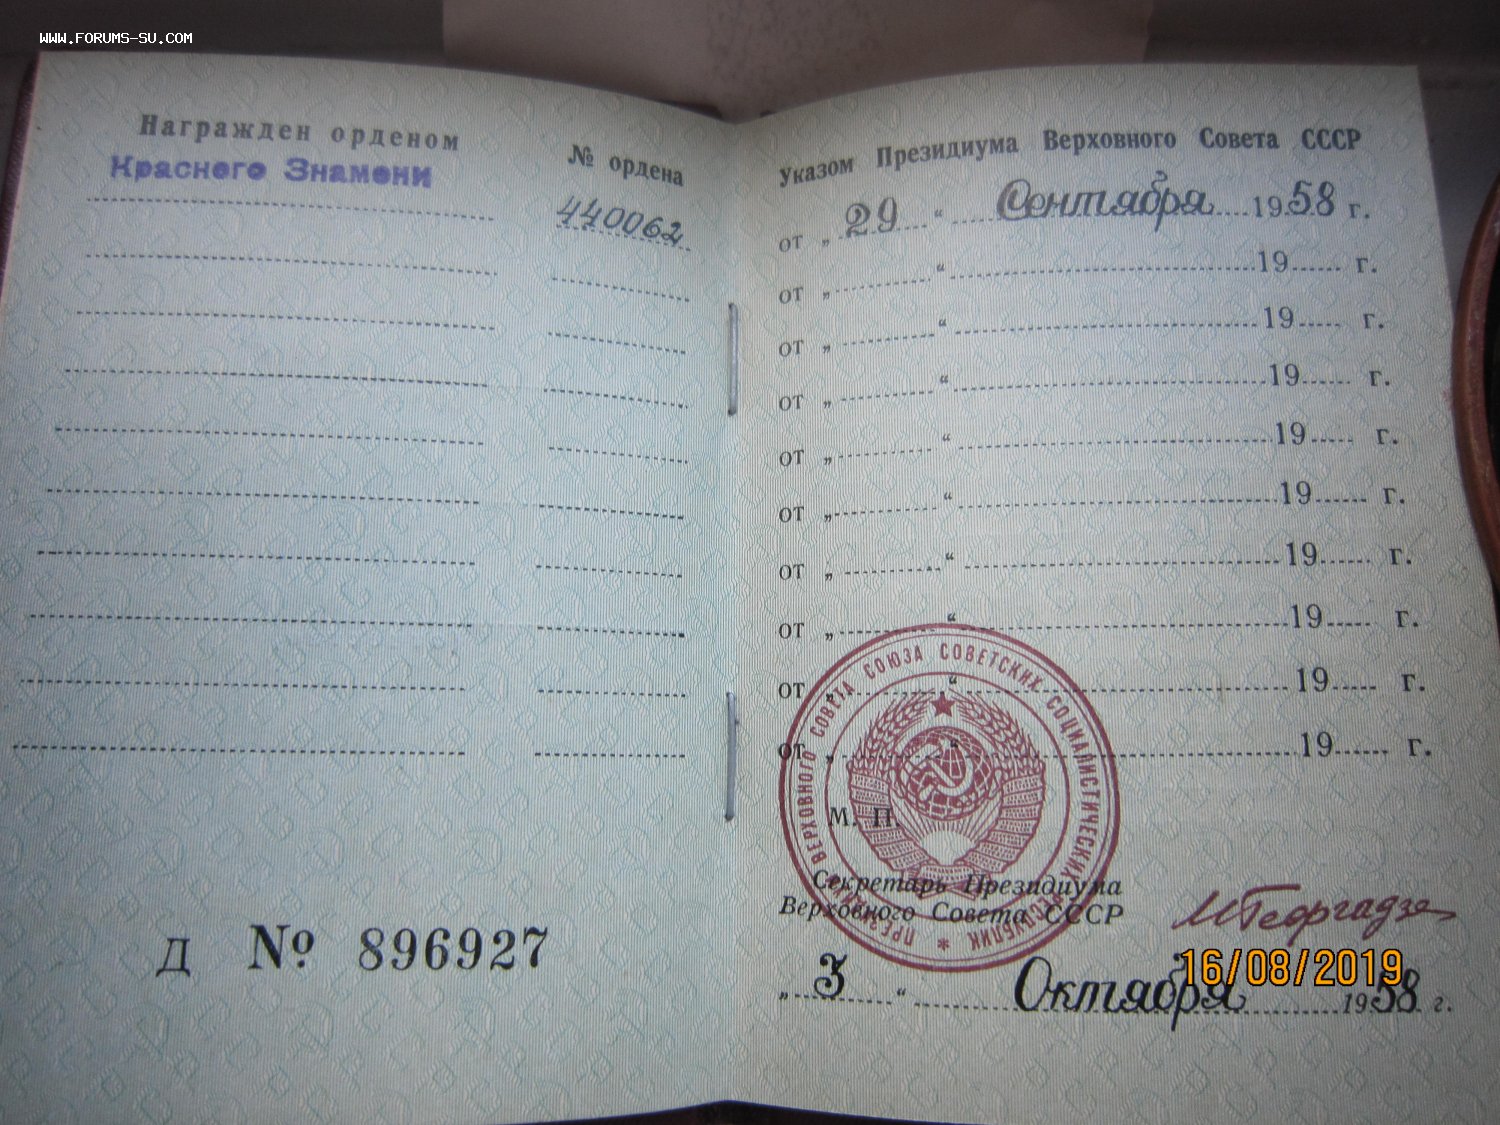 WWW.FORUMS-SU.COM
Награжден орденом
Красного Знамени
№ ордена
440062
Д № 896927
Указом Президиума Верховного Совета СССР
от „ 29 “ Сентября 1958 г.
от „ “ 19 г.
от „ “ 19 г.
от „ “ 19 г.
от „ “ 19 г.
от „ “ 19 г.
от „ “ 19 г.
от „ “ 19 г.
от „ “ 19 г.
от „ “ 19 г.
М. П.
ПРЕЗИДИУМ ВЕРХОВНОГО СОВЕТА СОЮЗА СОВЕТСКИХ СОЦИАЛИСТИЧЕСКИХ РЕСПУБЛИК *
Секретарь Президиума
Верховного Совета СССР
МГеоргадзе
16/08/2019
„ 3 “ Октября 1958 г.